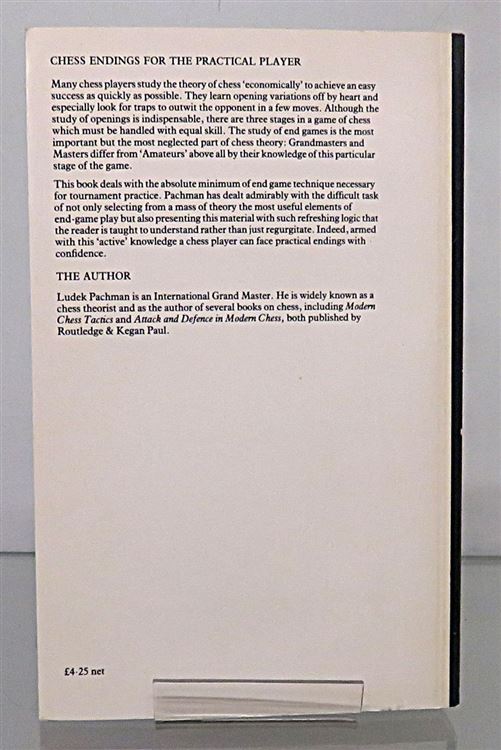 CHESS ENDINGS FOR THE PRACTICAL PLAYER
Many chess players study the theory of chess 'economically' to achieve an easy
success as quickly as possible. They learn opening variations off by heart and
especially look for traps to outwit the opponent in a few moves. Although the
study of openings is indispensable, there are three stages in a game of chess
which must be handled with equal skill. The study of end games is the most
important but the most neglected part of chess theory: Grandmasters and
Masters differ from 'Amateurs' above all by their knowledge of this particular
stage of the game.
This book deals with the absolute minimum of end game technique necessary
for tournament practice. Pachman has dealt admirably with the difficult task
of not only selecting from a mass of theory the most useful elements of
end-game play but also presenting this material with such refreshing logic that
the reader is taught to understand rather than just regurgitate. Indeed, armed
with this 'active' knowledge a chess player can face practical endings with
confidence.
THE AUTHOR
Ludek Pachman is an International Grand Master. He is widely known as a
chess theorist and as the author of several books on chess, including Modern
Chess Tactics and Attack and Defence in Modern Chess, both published by
Routledge & Kegan Paul.
£4·25 net